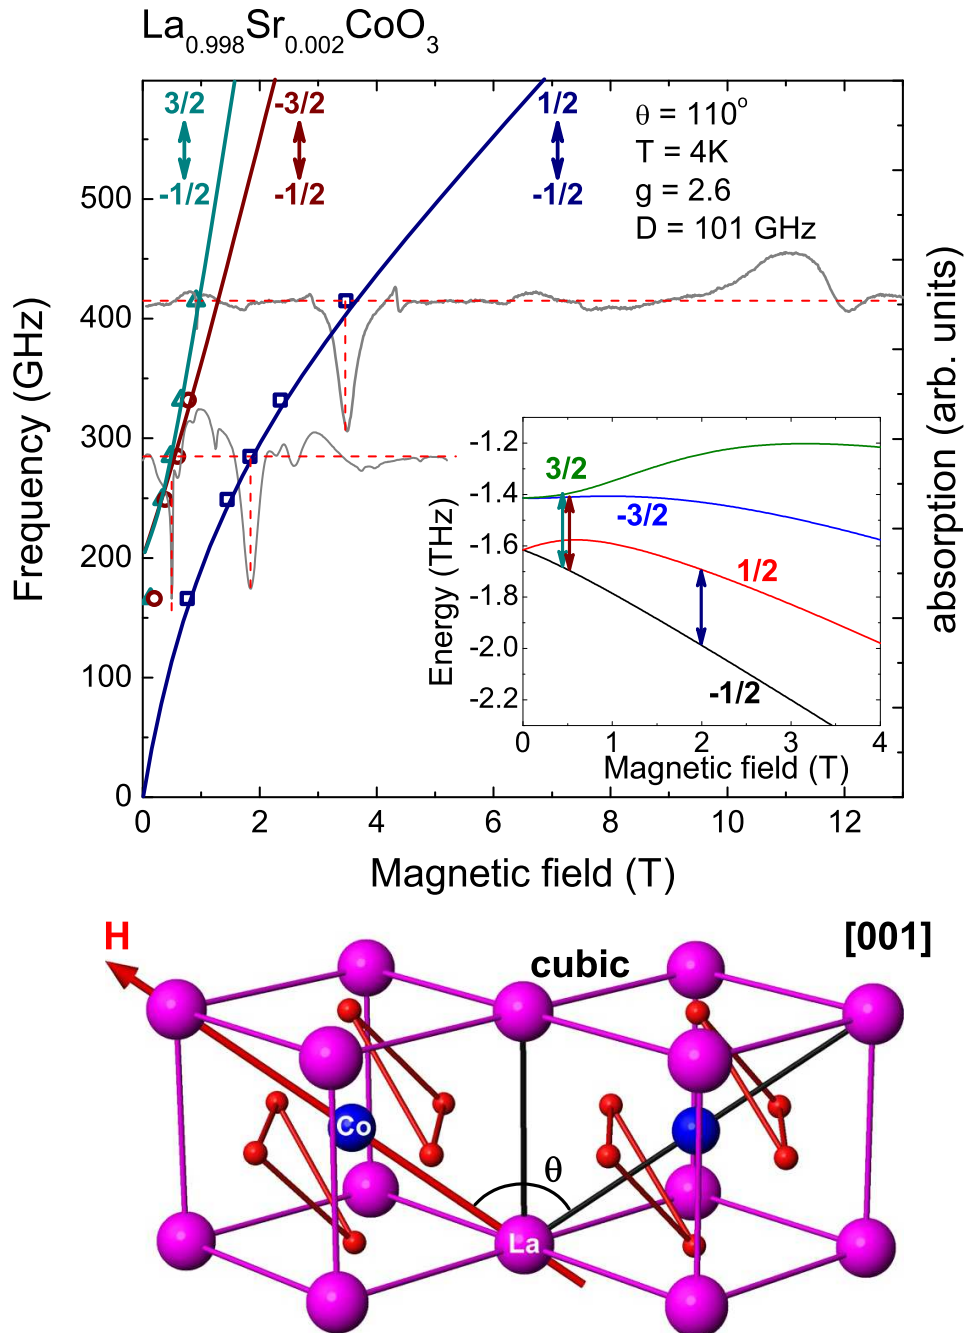 La0.998Sr0.002CoO3
3/2
-1/2
-3/2
-1/2
1/2
-1/2
θ = 110°
T = 4K
g = 2.6
D = 101 GHz
Frequency (GHz)
500
400
300
200
100
0
0
2
4
6
8
10
12
Magnetic field (T)
absorption (arb. units)
Energy (THz)
-1.2
-1.4
-1.6
-1.8
-2.0
-2.2
3/2
-3/2
1/2
-1/2
0
1
2
3
4
Magnetic field (T)
H
cubic
[001]
Co
θ
La